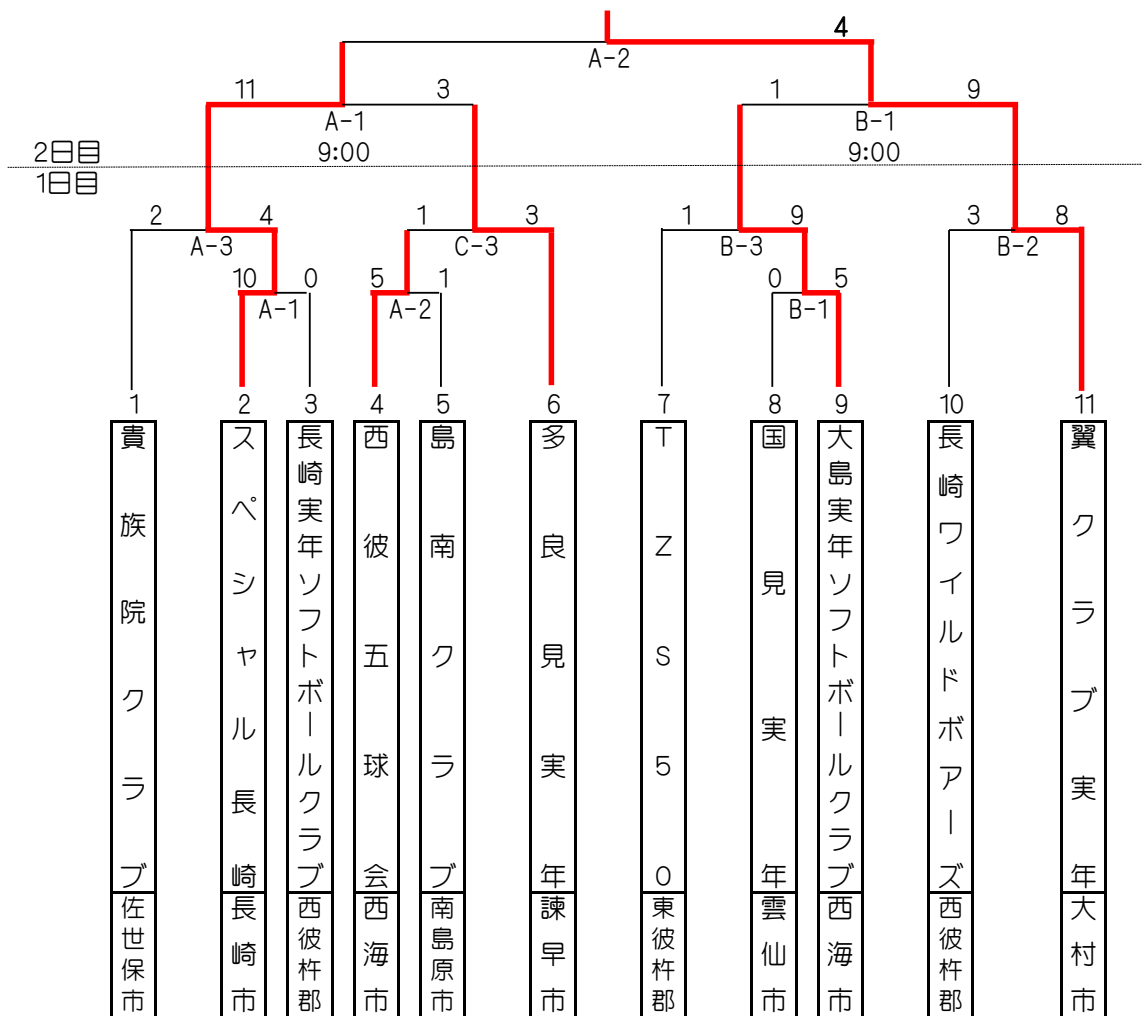 4
A-2
11 3 1 9
A-1 B-1
2日目 9:00 9:00
1日目
2 4 1 3 1 9 3 8
A-3 C-3 B-3 B-2
10 0 5 1 0 5
A-1 A-2 B-1
1 2 3 4 5 6 7 8 9 10 11
貴族院クラブ
佐世保市
スペシャル長崎
長崎市
長崎実年ソフトボールクラブ
西彼杵郡
西彼五球会
西海市
島南クラブ
南島原市
多良見実年
諫早市
TZS50
東彼杵郡
国見実年
雲仙市
大島実年ソフトボールクラブ
西海市
長崎ワイルドボアーズ
西彼杵郡
翼クラブ実年
大村市